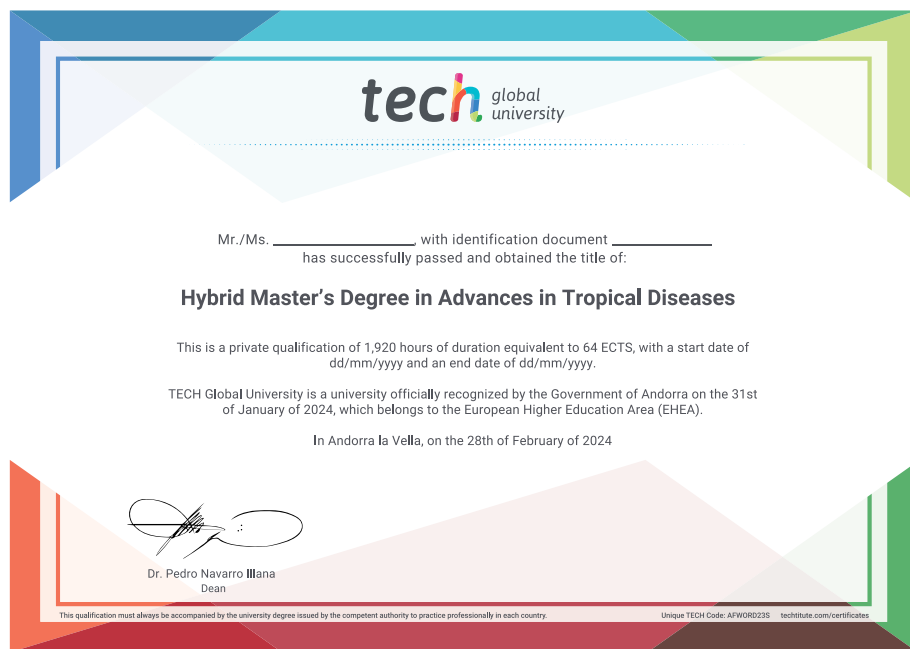 tech global university
Mr./Ms. ____________, with identification document ____________
has successfully passed and obtained the title of:
Hybrid Master’s Degree in Advances in Tropical Diseases
This is a private qualification of 1,920 hours of duration equivalent to 64 ECTS, with a start date of
dd/mm/yyyy and an end date of dd/mm/yyyy.
TECH Global University is a university officially recognized by the Government of Andorra on the 31st
of January of 2024, which belongs to the European Higher Education Area (EHEA).
In Andorra la Vella, on the 28th of February of 2024
Dr. Pedro Navarro Illana
Dean
This qualification must always be accompanied by the university degree issued by the competent authority to practice professionally in each country.
Unique TECH Code: AFWORD23S techtitute.com/certificates